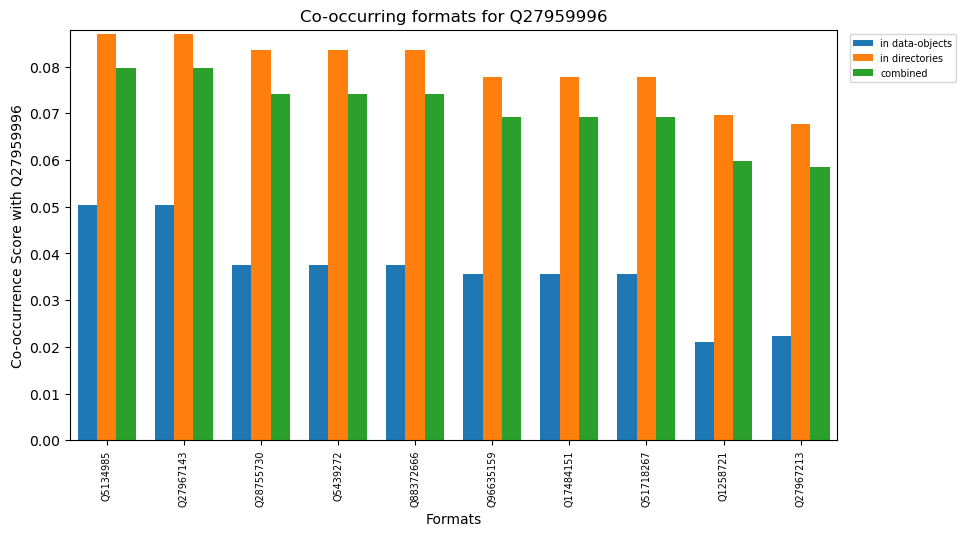 Co-occurring formats for Q27959996
in data-objects
in directories
combined
Co-occurrence Score with Q27959996
0.08
0.07
0.06
0.05
0.04
0.03
0.02
0.01
0.00
Q5134985
Q27967143
Q28755730
Q5439272
Q88372666
Q96635159
Q17484151
Q51718267
Q1258721
Q27967213
Formats